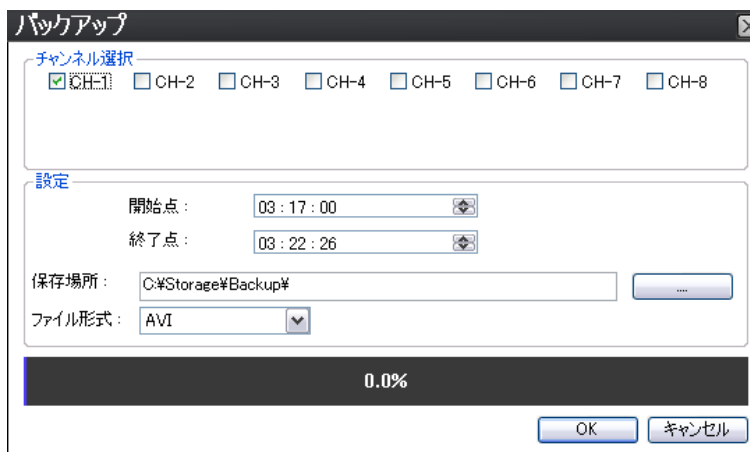 バックアップ
チャンネル選択
CH-1 CH-2 CH-3 CH-4 CH-5 CH-6 CH-7 CH-8
設定
開始点： 03 : 17 : 00
終了点： 03 : 22 : 26
保存場所： C:¥Storage¥Backup¥ ...
ファイル形式： AVI
0.0%
OK キャンセル